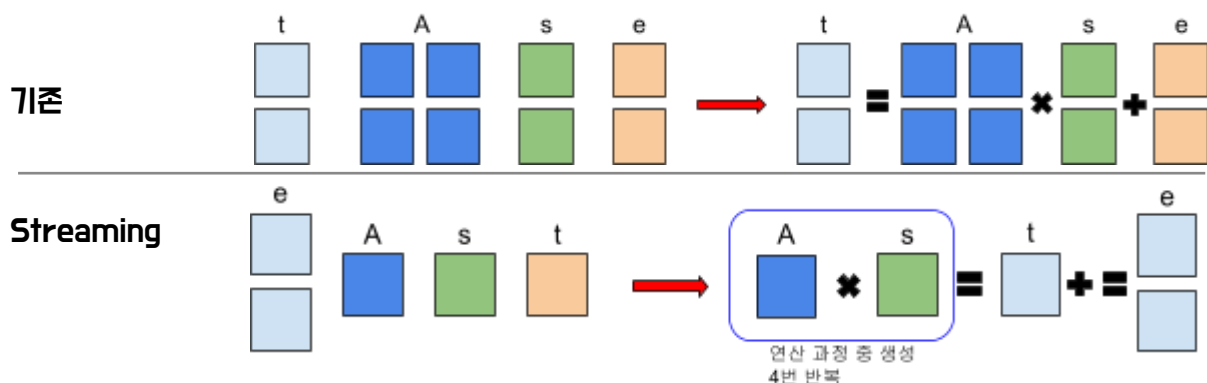 t A s e t A s e
기존
=
×
+
e e
Streaming
A s t A s t
×
=
+
=
연산 과정 중 생성
4번 반복